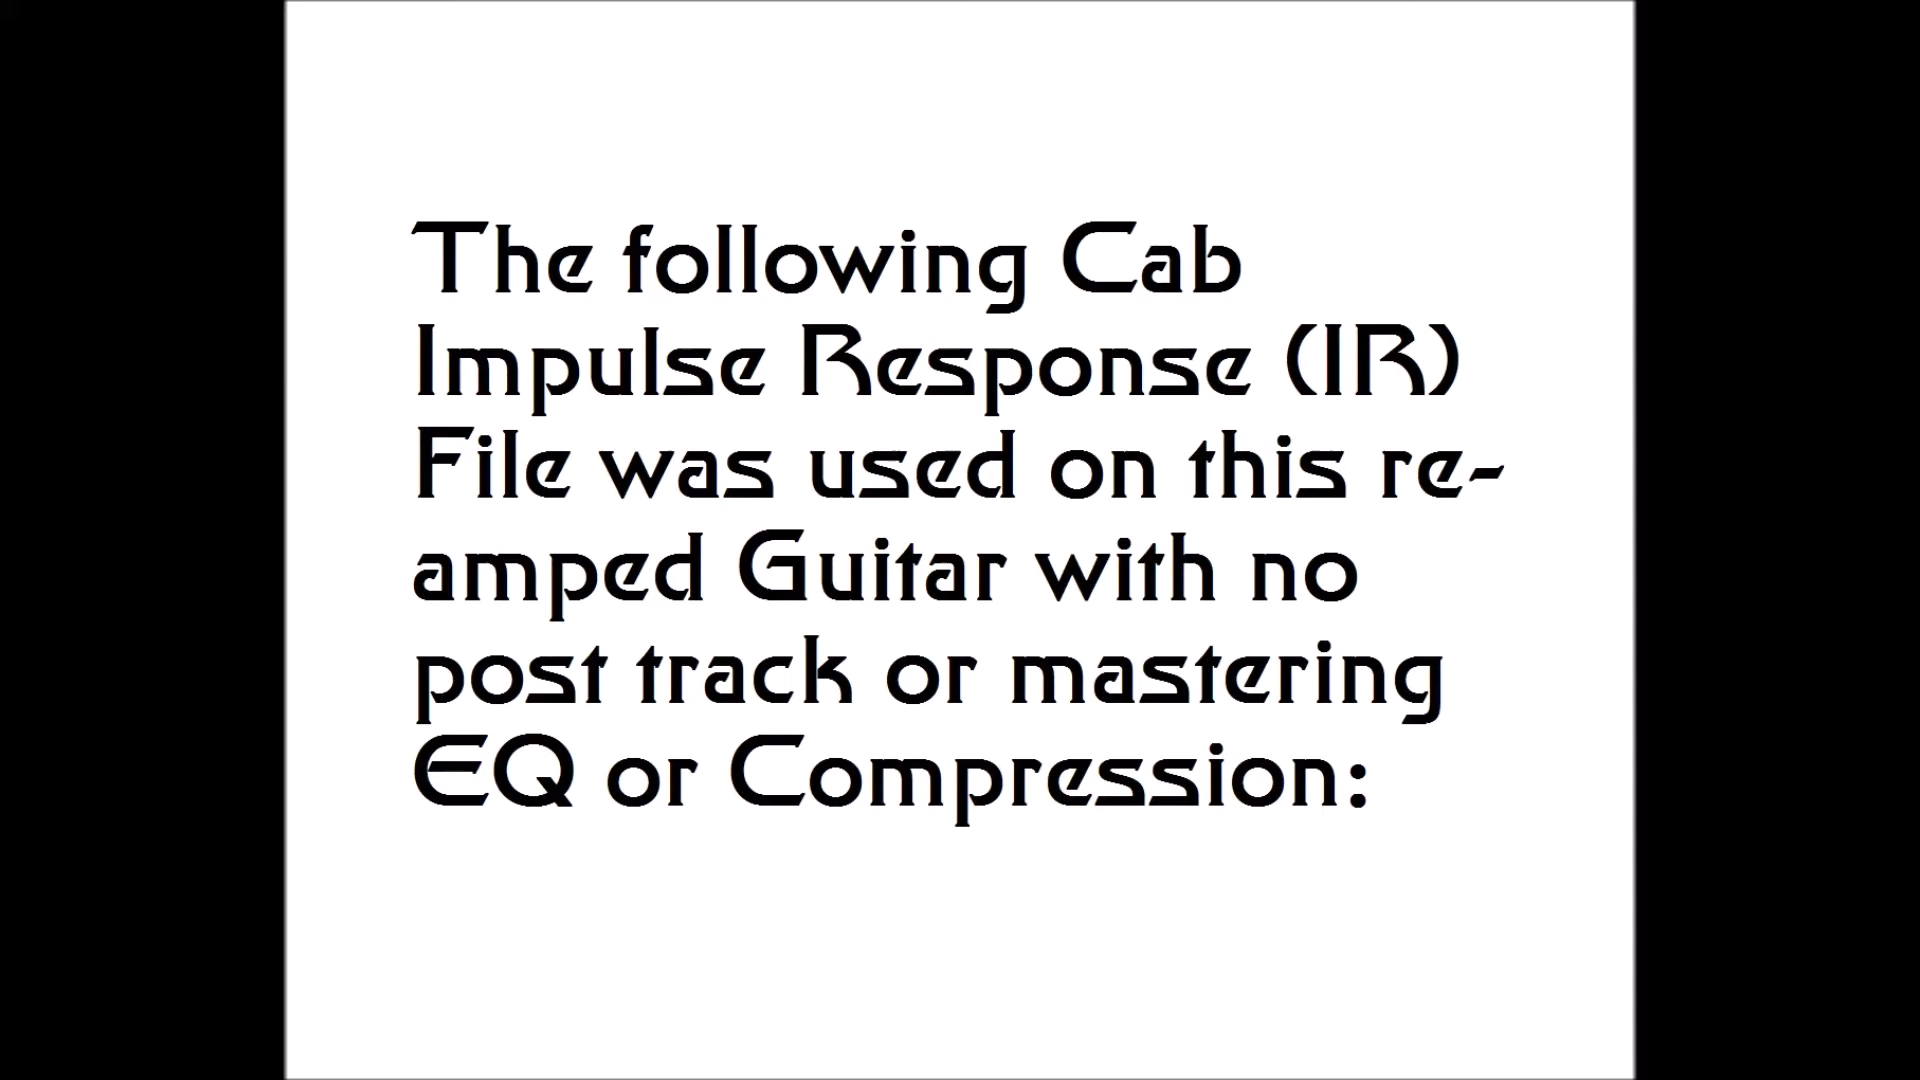 The following Cab
Impulse Response (IR)
File was used on this re-
amped Guitar with no
post track or mastering
EQ or Compression: